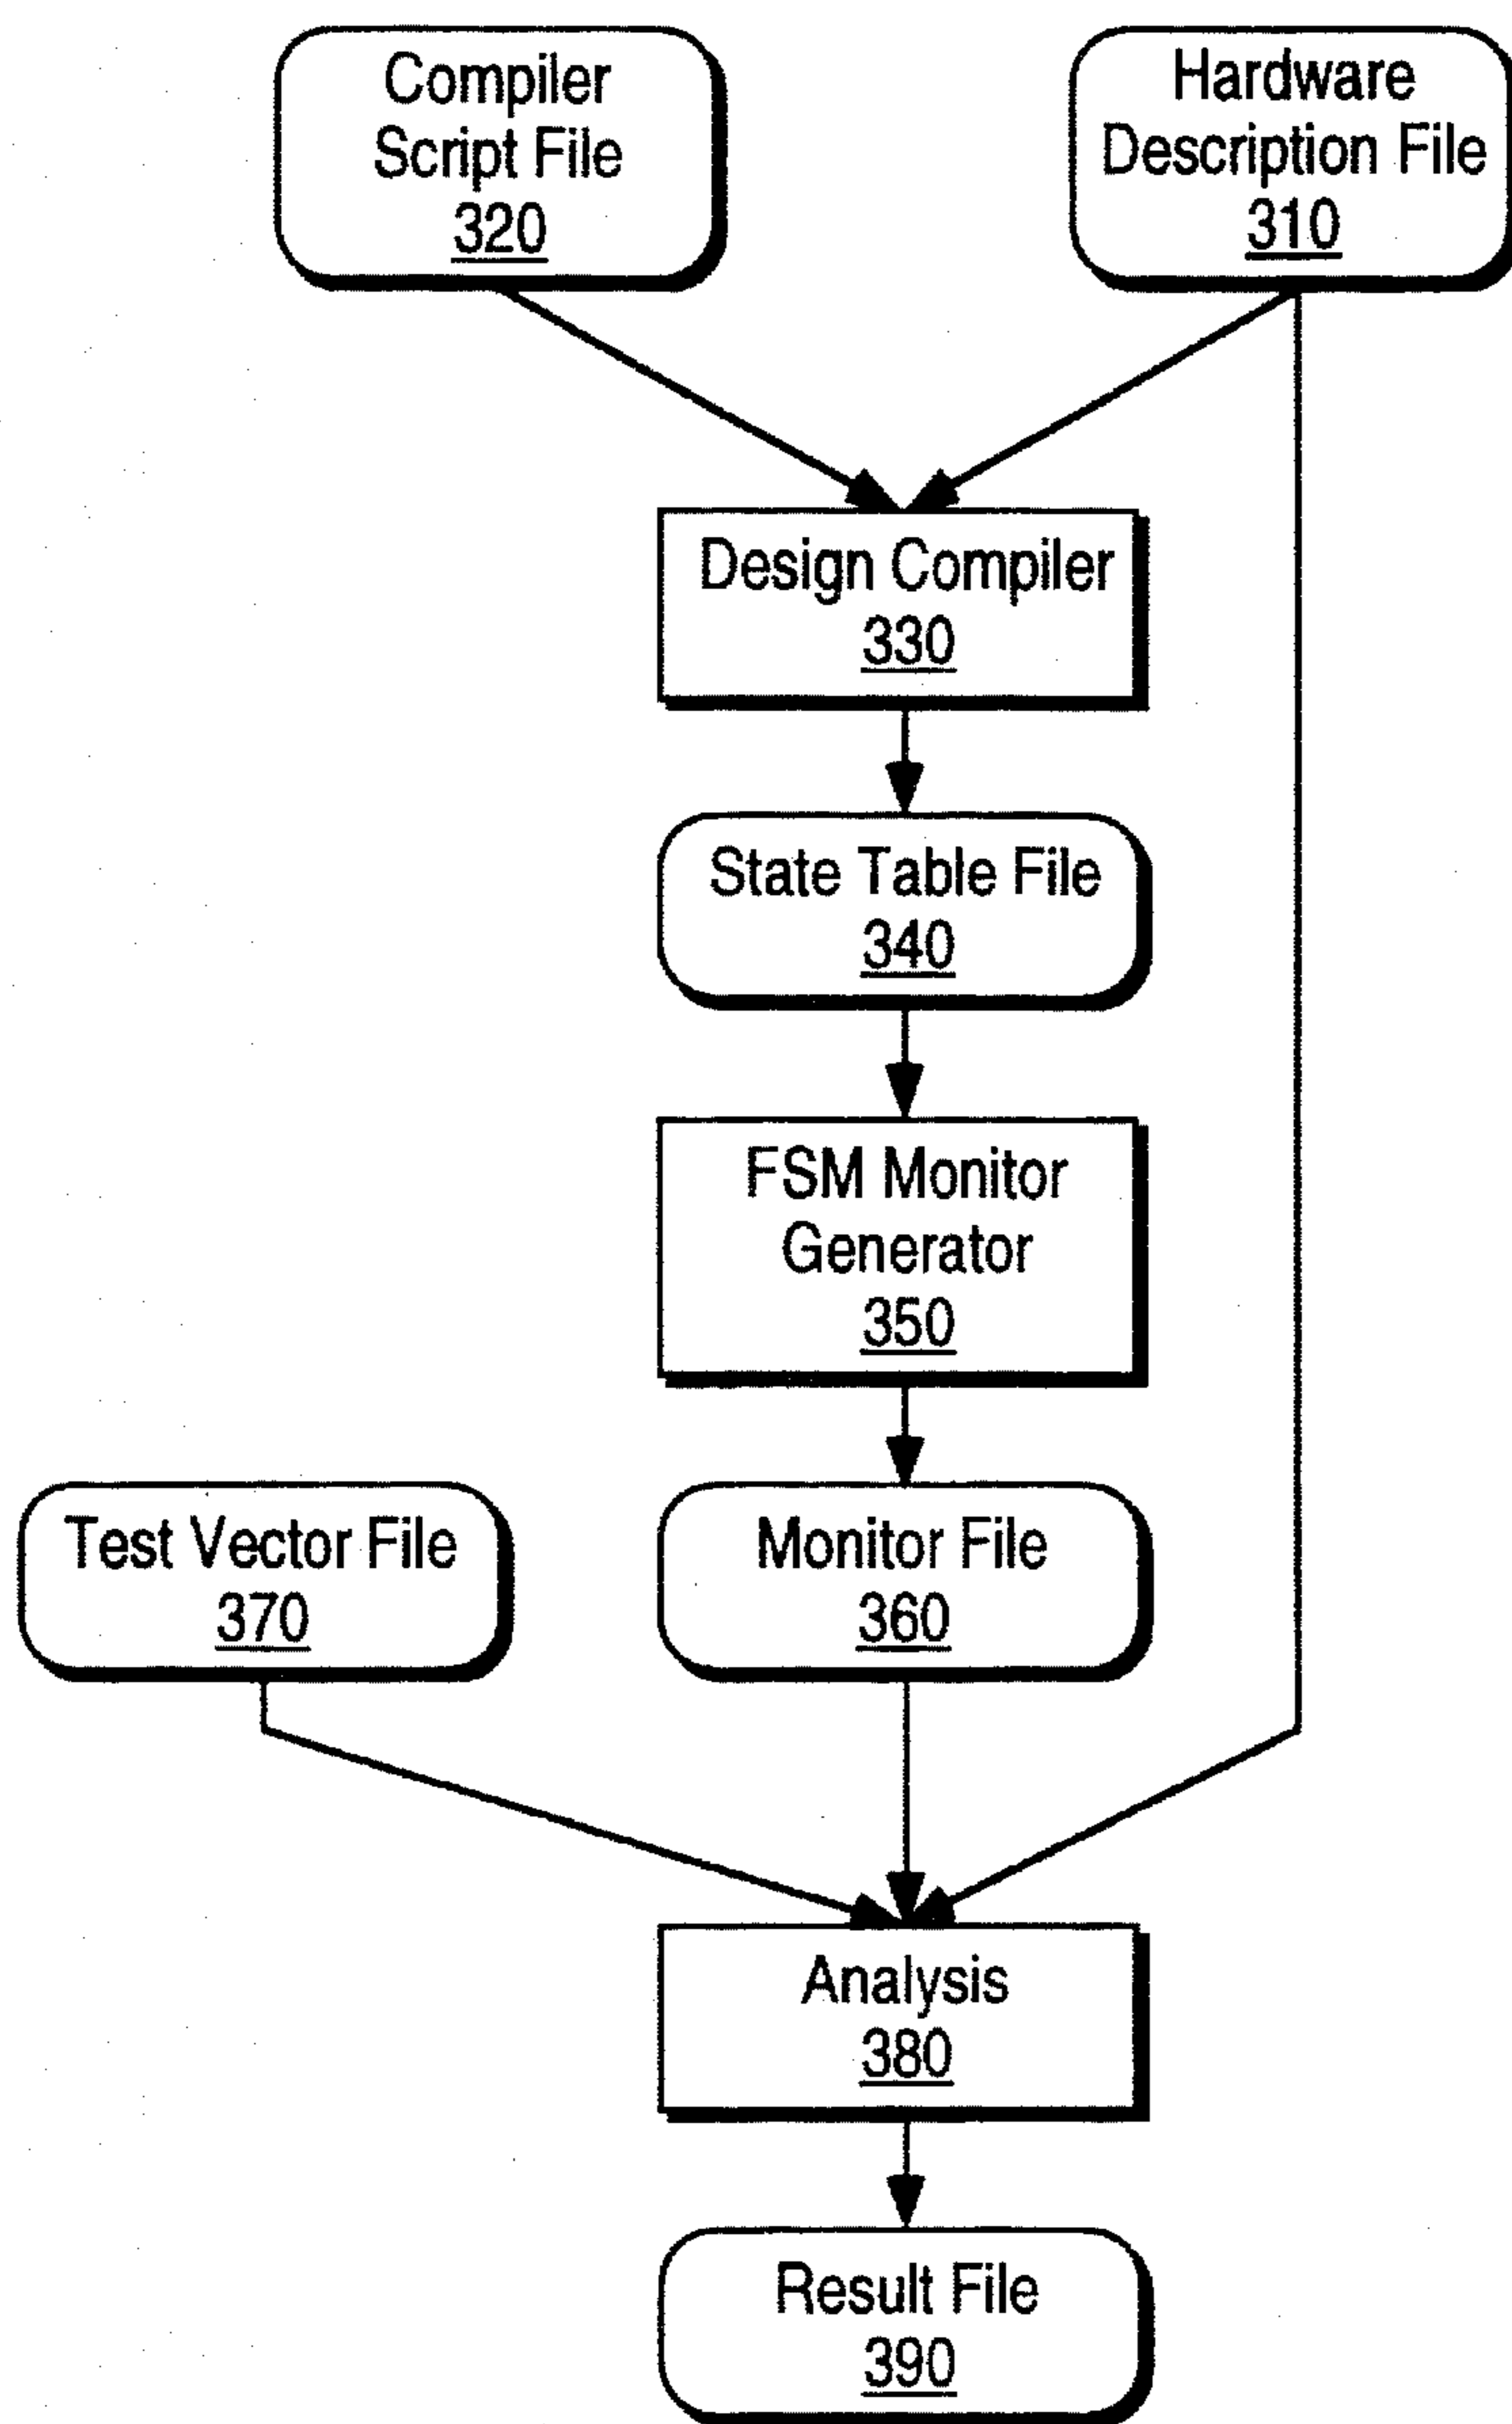 Compiler
Script File
320
Hardware
Description File
310
Design Compiler
330
State Table File
340
FSM Monitor
Generator
350
Test Vector File
370
Monitor File
360
Analysis
380
Result File
390